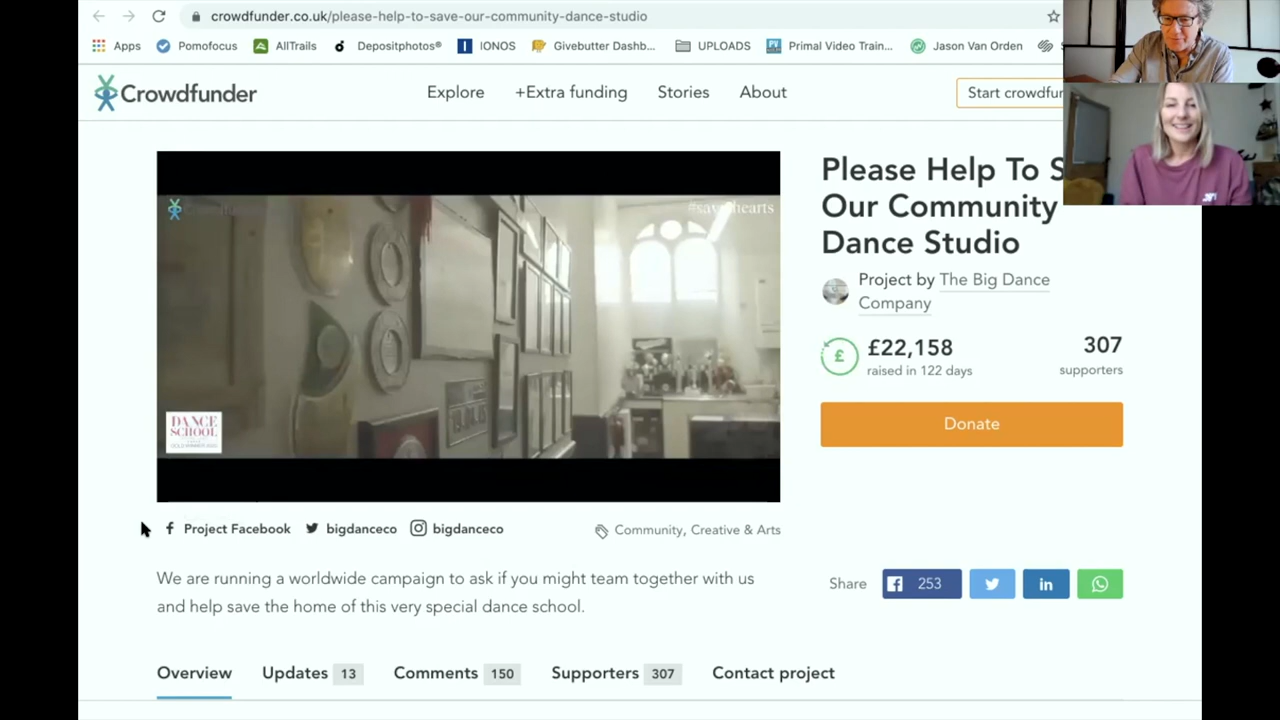 crowdfunder.co.uk/please-help-to-save-our-community-dance-studio
Apps Pomofocus AllTrails Depositphotos® IONOS Givebutter Dashb... UPLOADS Primal Video Train... Jason Van Orden
Crowdfunder
Explore +Extra funding Stories About
Start crowdfun
#savehearts
DANCE
SCHOOL
Please Help To S
Our Community
Dance Studio
Project by The Big Dance
Company
£
£22,158
raised in 122 days
307
supporters
Donate
Project Facebook bigdanceco bigdanceco
Community, Creative & Arts
We are running a worldwide campaign to ask if you might team together with us
and help save the home of this very special dance school.
Share 253
Overview Updates 13 Comments 150 Supporters 307 Contact project